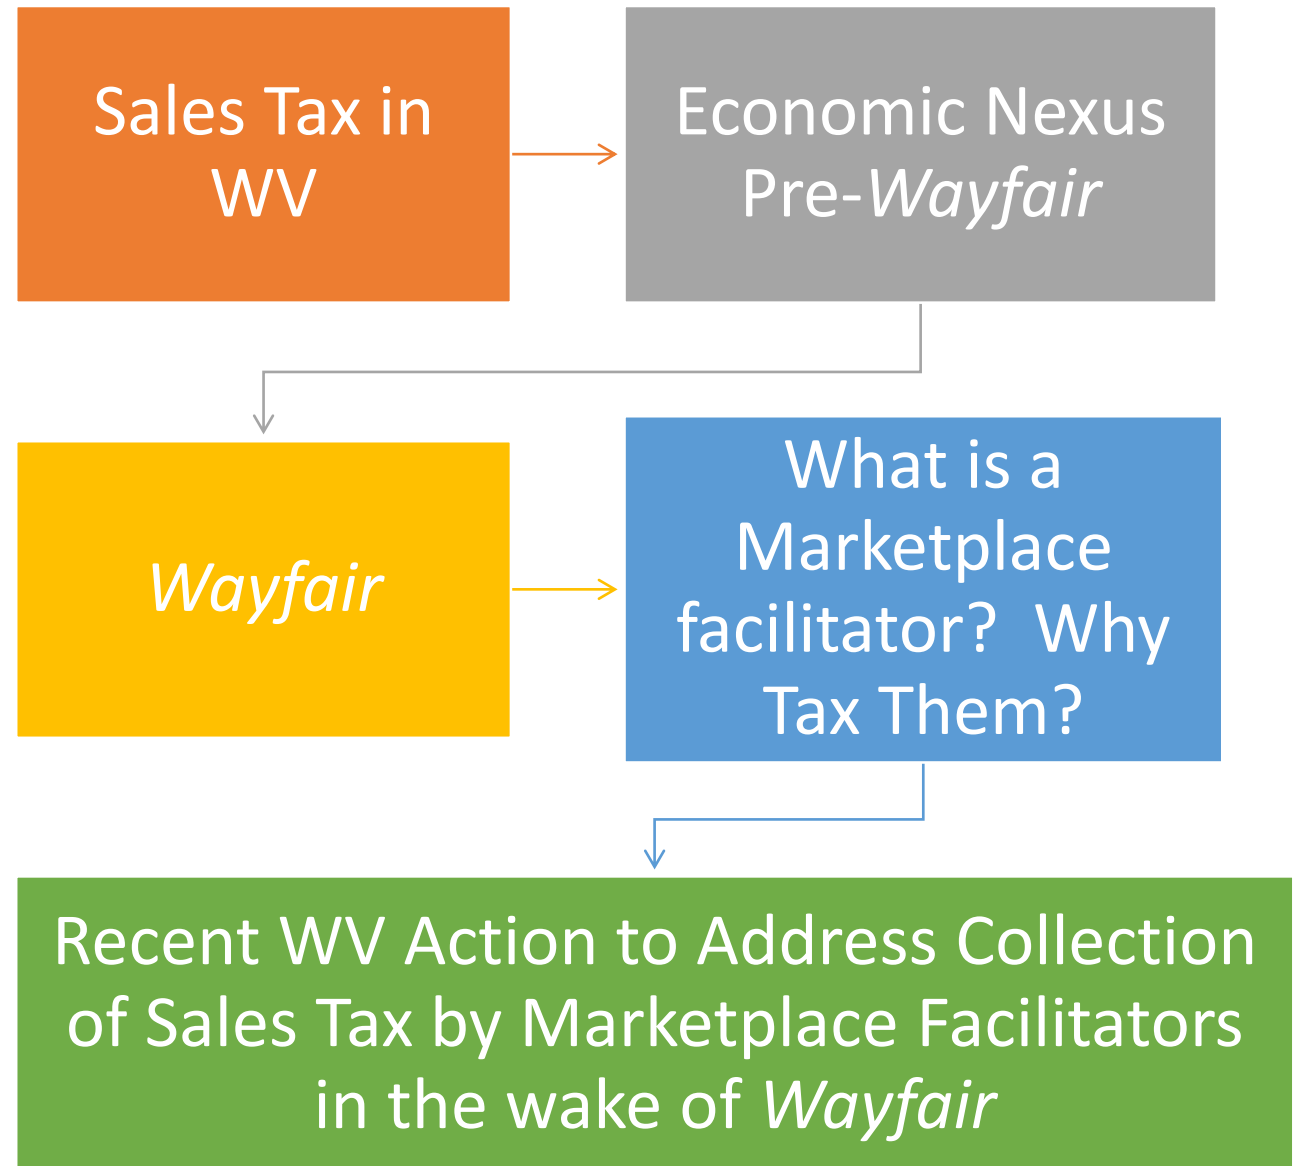 Sales Tax in
WV
Economic Nexus
Pre-Wayfair
Wayfair
What is a
Marketplace
facilitator?  Why
Tax Them?
Recent WV Action to Address Collection
of Sales Tax by Marketplace Facilitators
in the wake of Wayfair